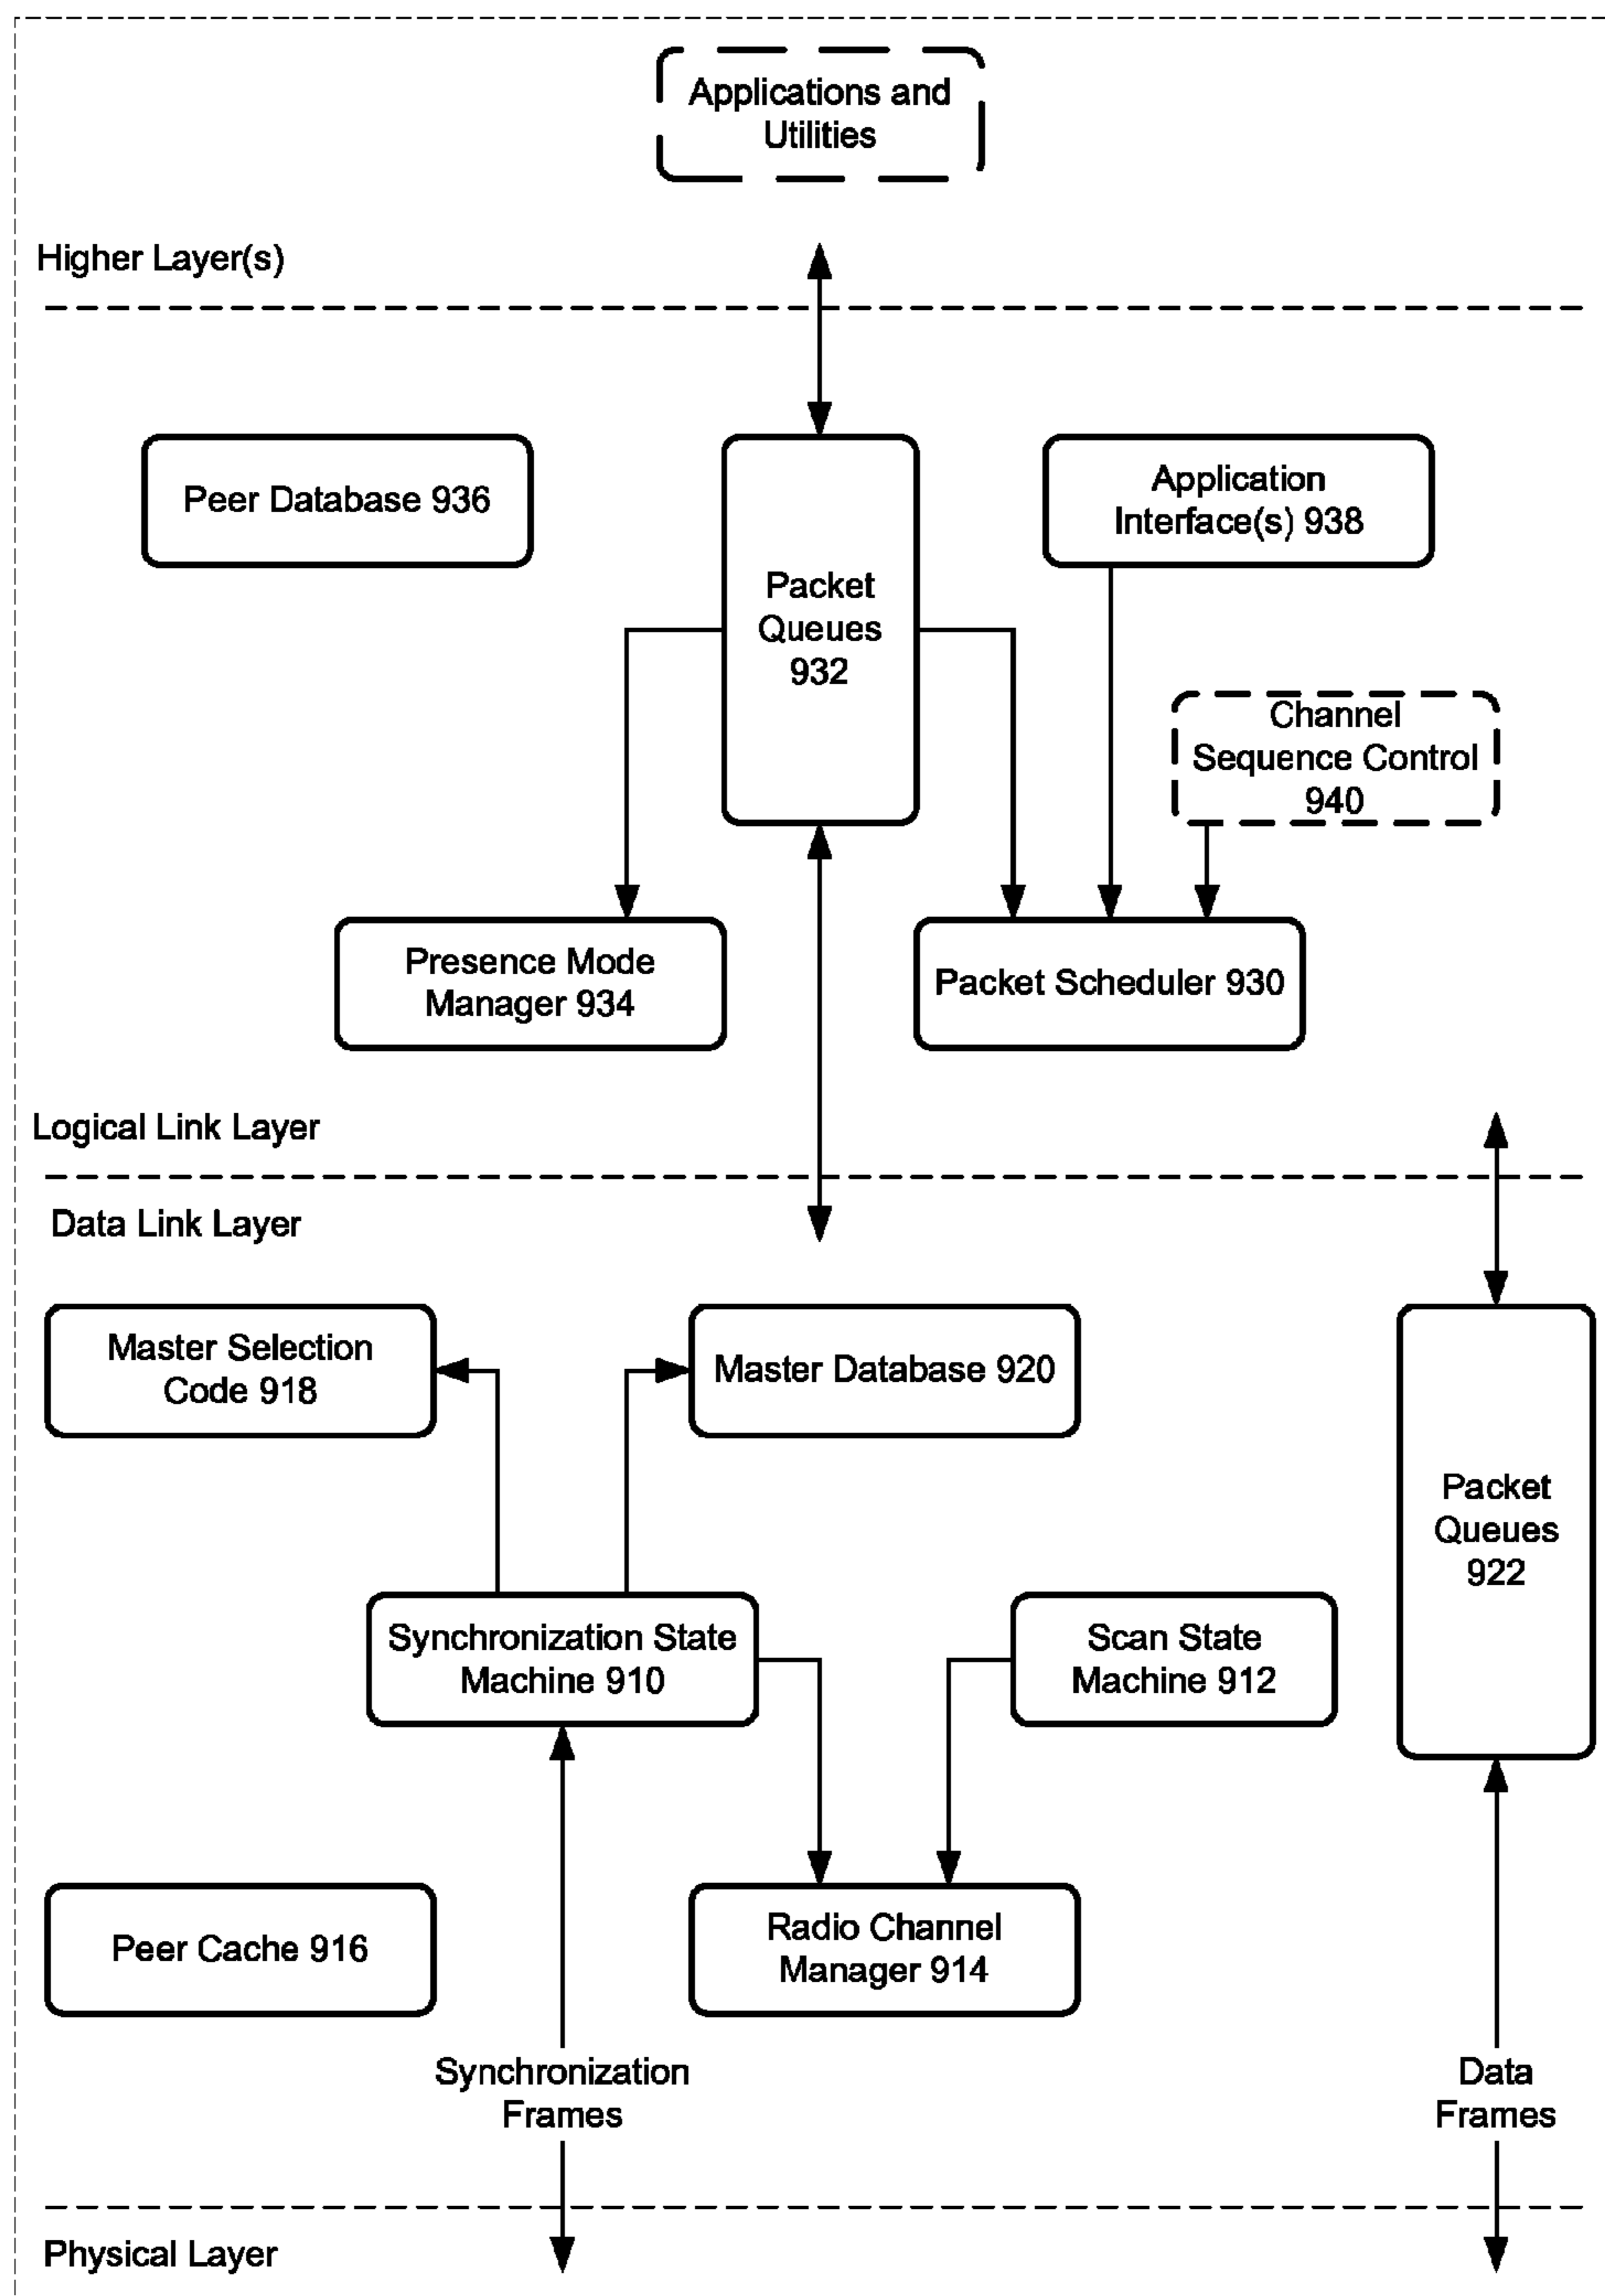 Applications and
Utilities
Higher Layer(s)
Peer Database 936
Packet
Queues
932
Application
Interface(s) 938
Channel
Sequence Control
940
Presence Mode
Manager 934
Packet Scheduler 930
Logical Link Layer
Data Link Layer
Master Selection
Code 918
Master Database 920
Packet
Queues
922
Synchronization State
Machine 910
Scan State
Machine 912
Peer Cache 916
Radio Channel
Manager 914
Synchronization
Frames
Data
Frames
Physical Layer